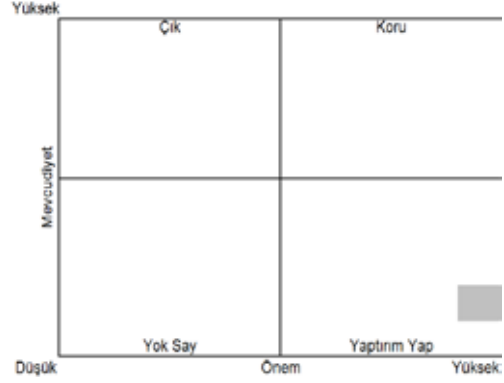 Yüksek
Çık
Koru
Mevcudiyet
Yok Say
Yaptırım Yap
Düşük
Önem
Yüksek